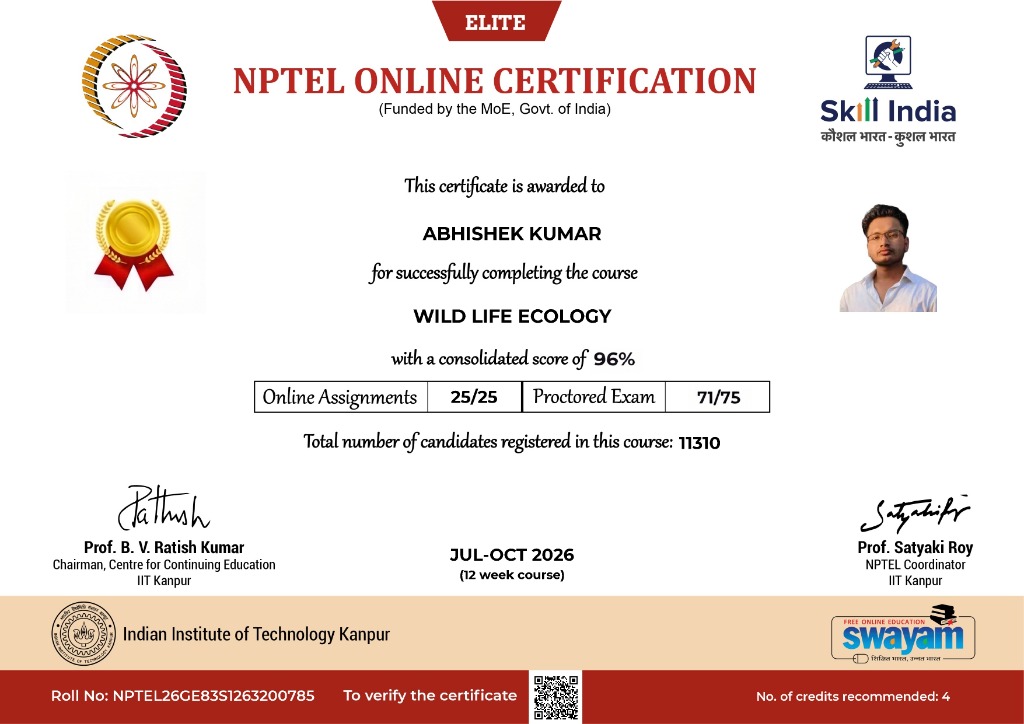 ELITE
NPTEL ONLINE CERTIFICATION
(Funded by the MoE, Govt. of India)
Skill India
कौशल भारत - कुशल भारत
This certificate is awarded to
ABHISHEK KUMAR
for successfully completing the course
WILD LIFE ECOLOGY
with a consolidated score of 96%
Online Assignments 25/25 Proctored Exam 71/75
Total number of candidates registered in this course: 11310
Prof. B. V. Ratish Kumar
Chairman, Centre for Continuing Education
IIT Kanpur
JUL-OCT 2026
(12 week course)
Prof. Satyaki Roy
NPTEL Coordinator
IIT Kanpur
Indian Institute of Technology Kanpur
FREE ONLINE EDUCATION
swayam
शिक्षित भारत, उन्नत भारत
Roll No: NPTEL26GE83S1263200785
To verify the certificate
No. of credits recommended: 4